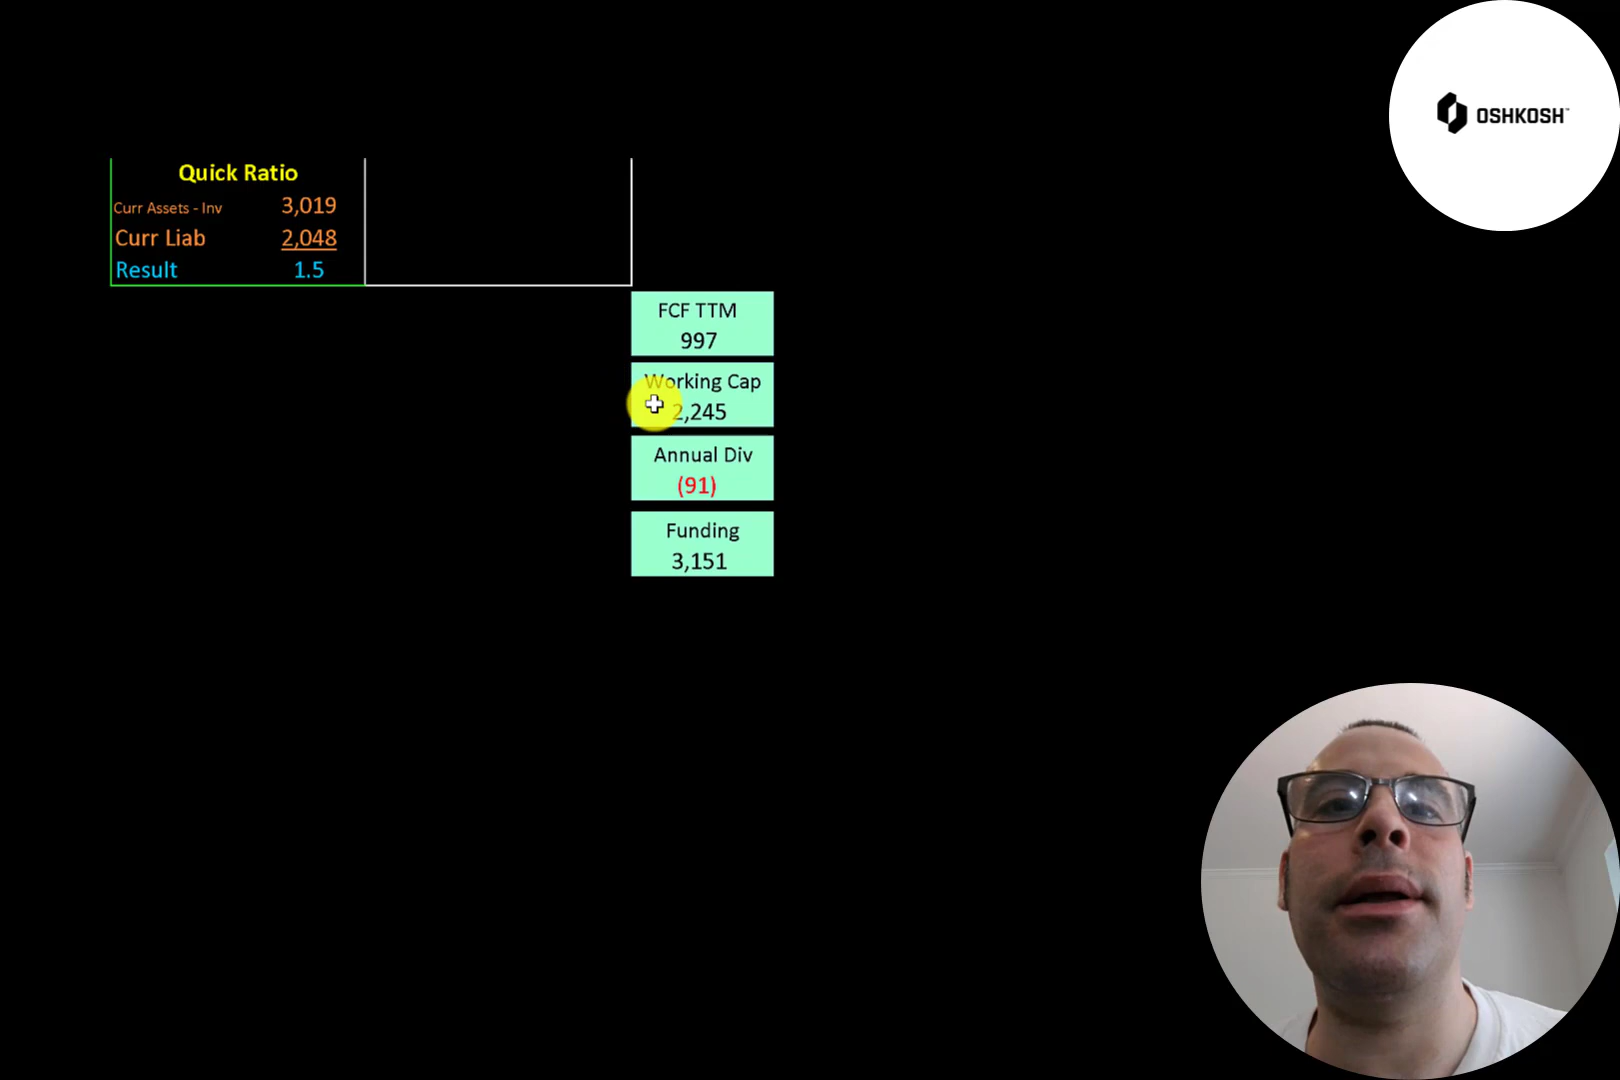 OSHKOSH™
Quick Ratio
Curr Assets - Inv 3,019
Curr Liab 2,048
Result 1.5
FCF TTM
997
Working Cap
2,245
Annual Div
(91)
Funding
3,151